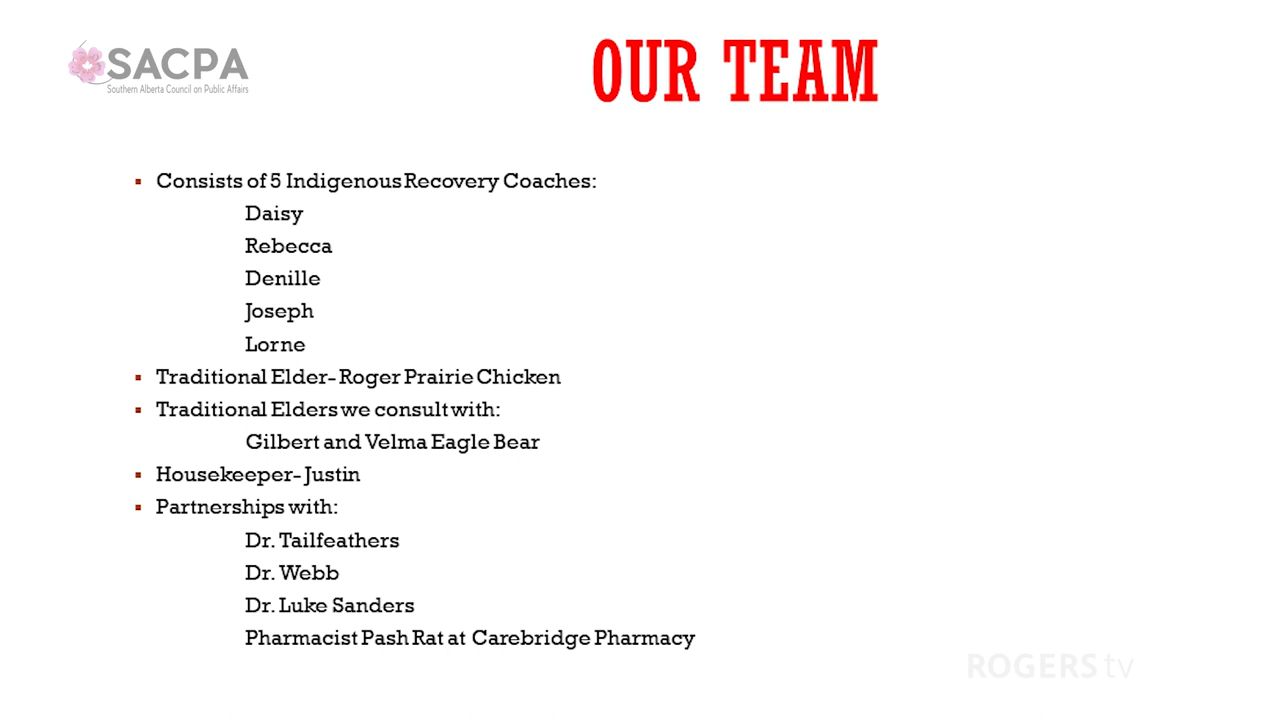 SACPA
Southern Alberta Council on Public Affairs
OUR TEAM
Consists of 5 Indigenous Recovery Coaches:
Daisy
Rebecca
Denille
Joseph
Lorne
Traditional Elder- Roger Prairie Chicken
Traditional Elders we consult with:
Gilbert and Velma Eagle Bear
Housekeeper- Justin
Partnerships with:
Dr. Tailfeathers
Dr. Webb
Dr. Luke Sanders
Pharmacist Pash Rat at Carebridge Pharmacy
ROGERS tv